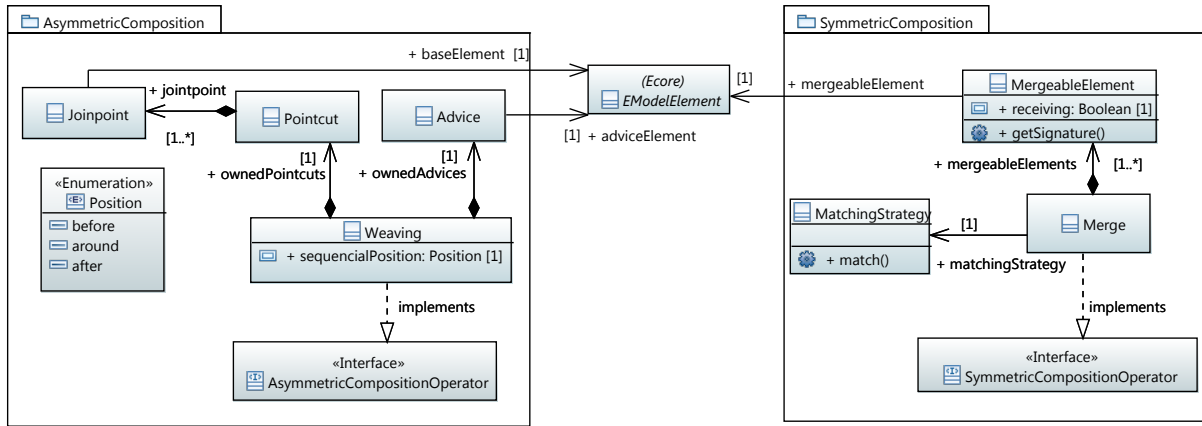 AsymmetricComposition
+ baseElement [1]
+ jointpoint
Joinpoint
[1..*]
Pointcut
Advice
[1]
+ ownedPointcuts
[1]
+ ownedAdvices
«Enumeration»
Position
before
around
after
Weaving
+ sequencialPosition: Position [1]
implements
«Interface»
AsymmetricCompositionOperator
(Ecore)
EModelElement
[1] + adviceElement
[1]
+ mergeableElement
SymmetricComposition
MergeableElement
+ receiving: Boolean [1]
+ getSignature()
+ mergeableElements [1..*]
MatchingStrategy
+ match()
[1]
+ matchingStrategy
Merge
implements
«Interface»
SymmetricCompositionOperator